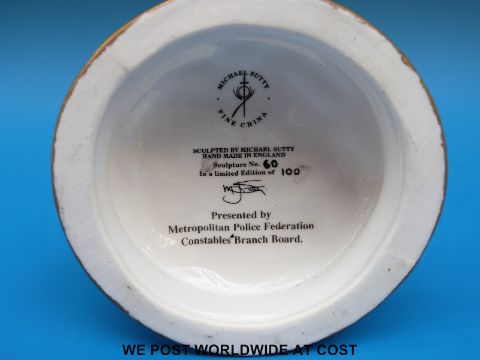 MICHAEL SUTTY
FINE CHINA
SCULPTED BY MICHAEL SUTTY
HAND MADE IN ENGLAND
Sculpture No. 60
In a limited Edition of 100
Presented by
Metropolitan Police Federation
Constables' Branch Board.
WE POST WORLDWIDE AT COST